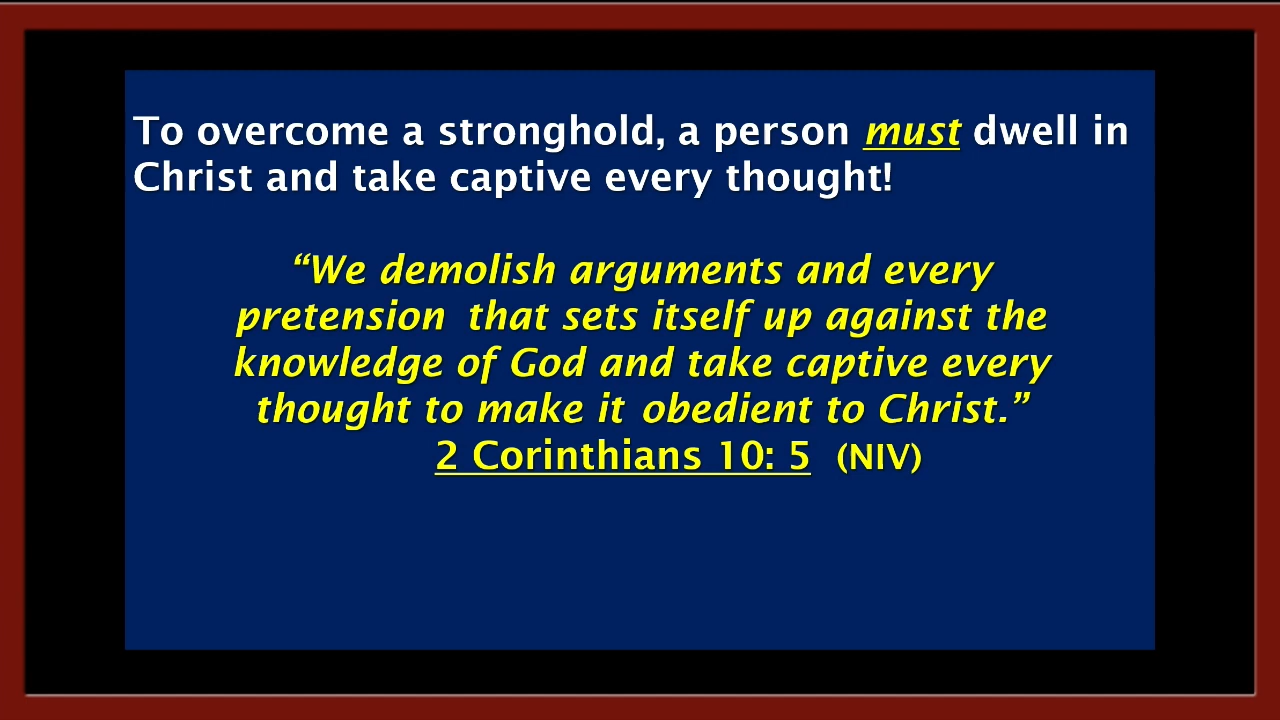 To overcome a stronghold, a person must dwell in
Christ and take captive every thought!
“We demolish arguments and every
pretension that sets itself up against the
knowledge of God and take captive every
thought to make it obedient to Christ.”
2 Corinthians 10: 5 (NIV)